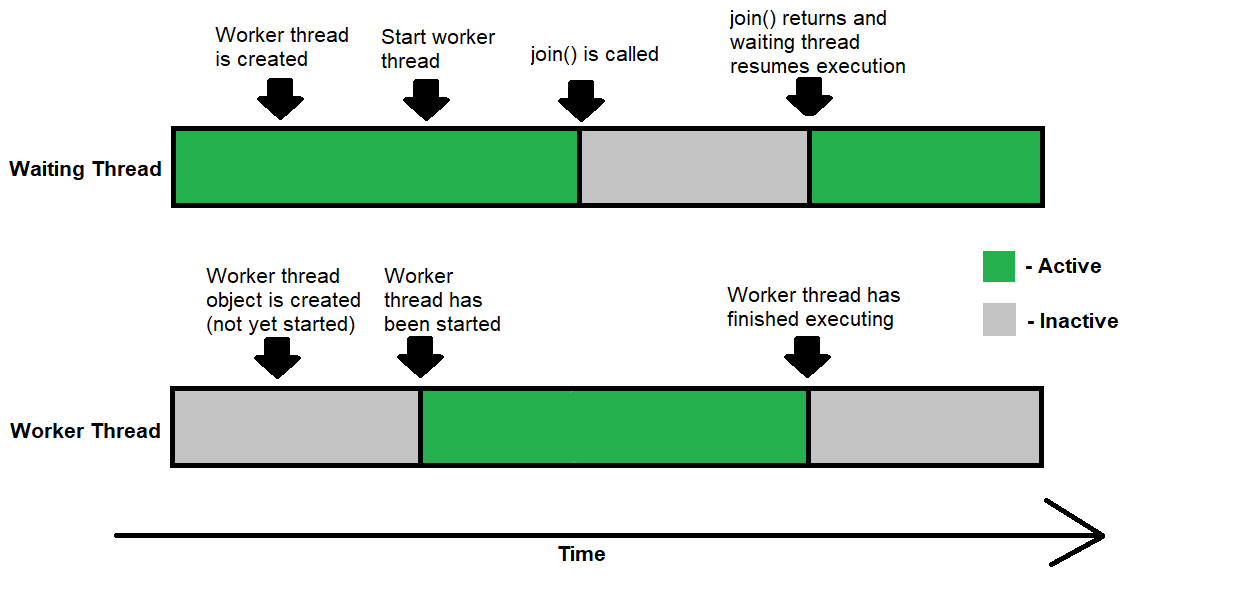 Worker thread
is created
Start worker
thread
join() is called
join() returns and
waiting thread
resumes execution
Waiting Thread
Worker thread
object is created
(not yet started)
Worker
thread has
been started
Worker thread has
finished executing
- Active
- Inactive
Worker Thread
Time